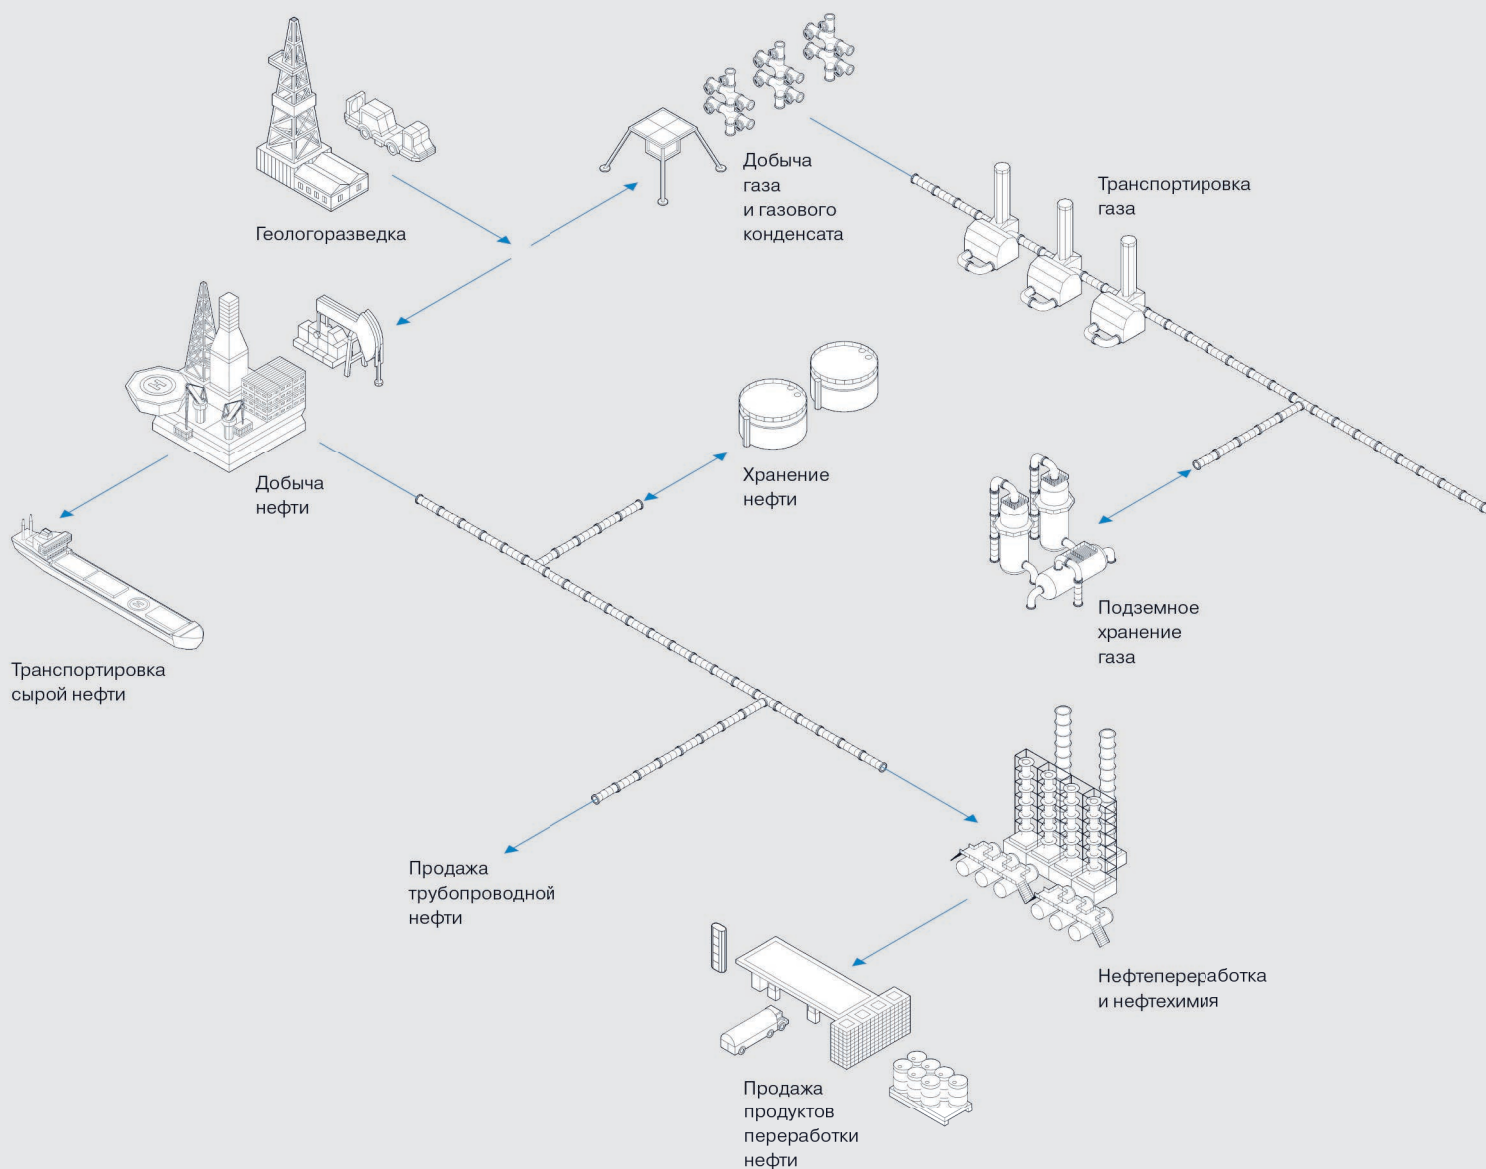 Геологоразведка
Добыча
газа
и газового
конденсата
Транспортировка
газа
Добыча
нефти
Хранение
нефти
Транспортировка
сырой нефти
Подземное
хранение
газа
Продажа
трубопроводной
нефти
Нефтепереработка
и нефтехимия
Продажа
продуктов
переработки
нефти